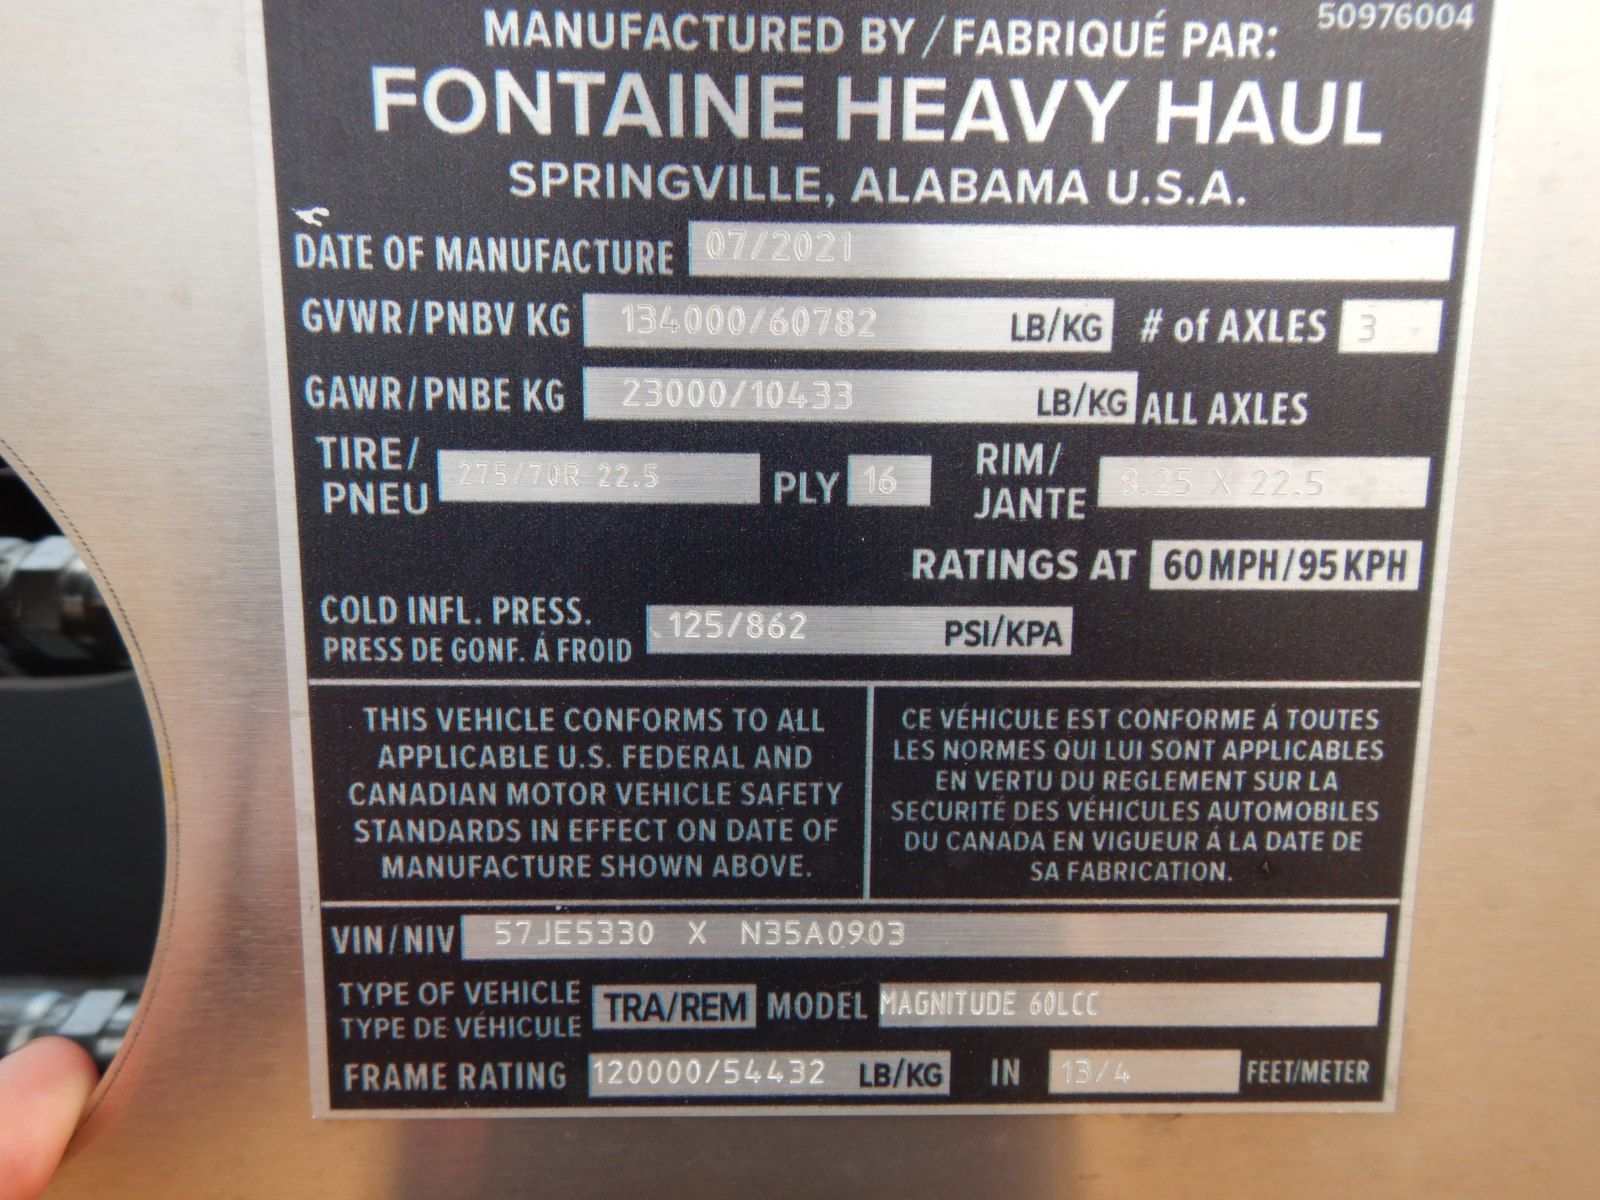 50976004
MANUFACTURED BY / FABRIQUÉ PAR:
FONTAINE HEAVY HAUL
SPRINGVILLE, ALABAMA U.S.A.
DATE OF MANUFACTURE 07/2021
GVWR/PNBV KG 134000/60782 LB/KG # of AXLES 3
GAWR/PNBE KG 23000/10433 LB/KG ALL AXLES
TIRE/
PNEU 275/70R 22.5 PLY 16 RIM/
JANTE 8.25 X 22.5
RATINGS AT 60 MPH/95 KPH
COLD INFL. PRESS.
PRESS DE GONF. Á FROID 125/862 PSI/KPA
THIS VEHICLE CONFORMS TO ALL
APPLICABLE U.S. FEDERAL AND
CANADIAN MOTOR VEHICLE SAFETY
STANDARDS IN EFFECT ON DATE OF
MANUFACTURE SHOWN ABOVE.
CE VÉHICULE EST CONFORME Á TOUTES
LES NORMES QUI LUI SONT APPLICABLES
EN VERTU DU REGLEMENT SUR LA
SECURITÉ DES VÉHICULES AUTOMOBILES
DU CANADA EN VIGUEUR Á LA DATE DE
SA FABRICATION.
VIN/NIV 57JE5330 X N35A0903
TYPE OF VEHICLE
TYPE DE VÉHICULE TRA/REM MODEL MAGNITUDE 60LCC
FRAME RATING 120000/54432 LB/KG IN 13/4 FEET/METER